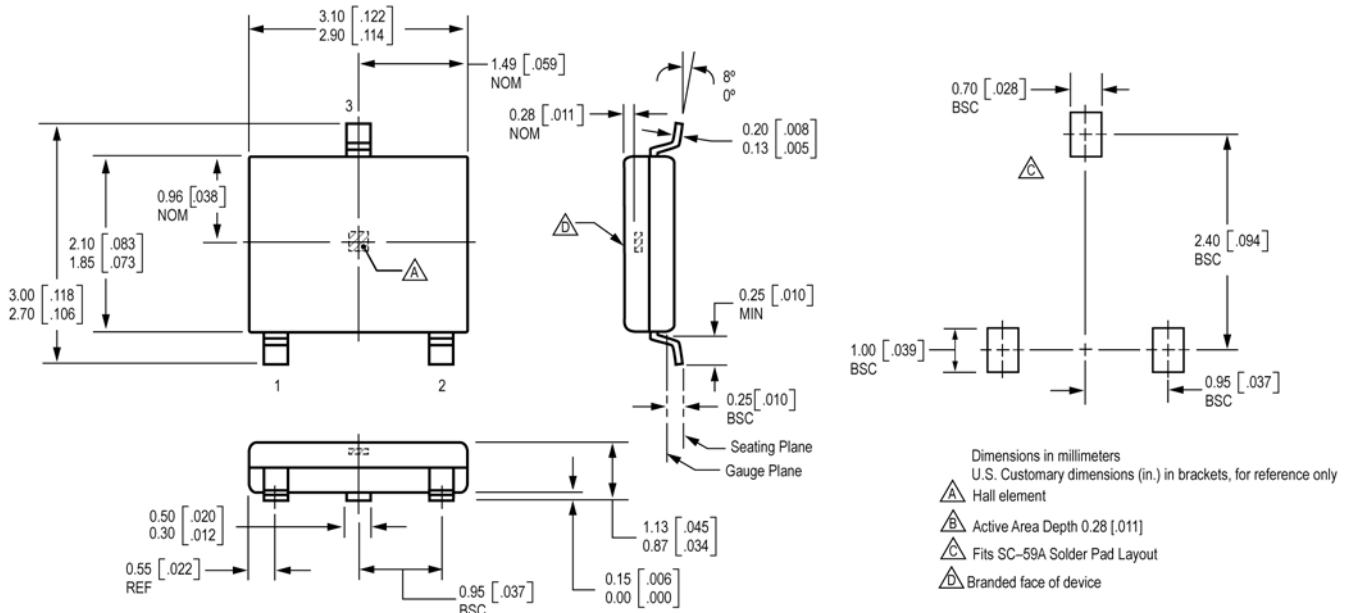 3.10 [.122]
2.90 [.114]
1.49 [.059]
NOM
3
0.96 [.038]
NOM
2.10 [.083]
1.85 [.073]
3.00 [.118]
2.70 [.106]
A
1
2
8º
0º
0.28 [.011]
NOM
0.20 [.008]
0.13 [.005]
D
0.25 [.010]
MIN
0.25[.010]
BSC
Seating Plane
Gauge Plane
0.50 [.020]
0.30 [.012]
0.55 [.022]
REF
0.95 [.037]
BSC
1.13 [.045]
0.87 [.034]
0.15 [.006]
0.00 [.000]
0.70 [.028]
BSC
C
2.40 [.094]
BSC
1.00 [.039]
BSC
0.95 [.037]
BSC
Dimensions in millimeters
U.S. Customary dimensions (in.) in brackets, for reference only
A Hall element
B Active Area Depth 0.28 [.011]
C Fits SC–59A Solder Pad Layout
D Branded face of device